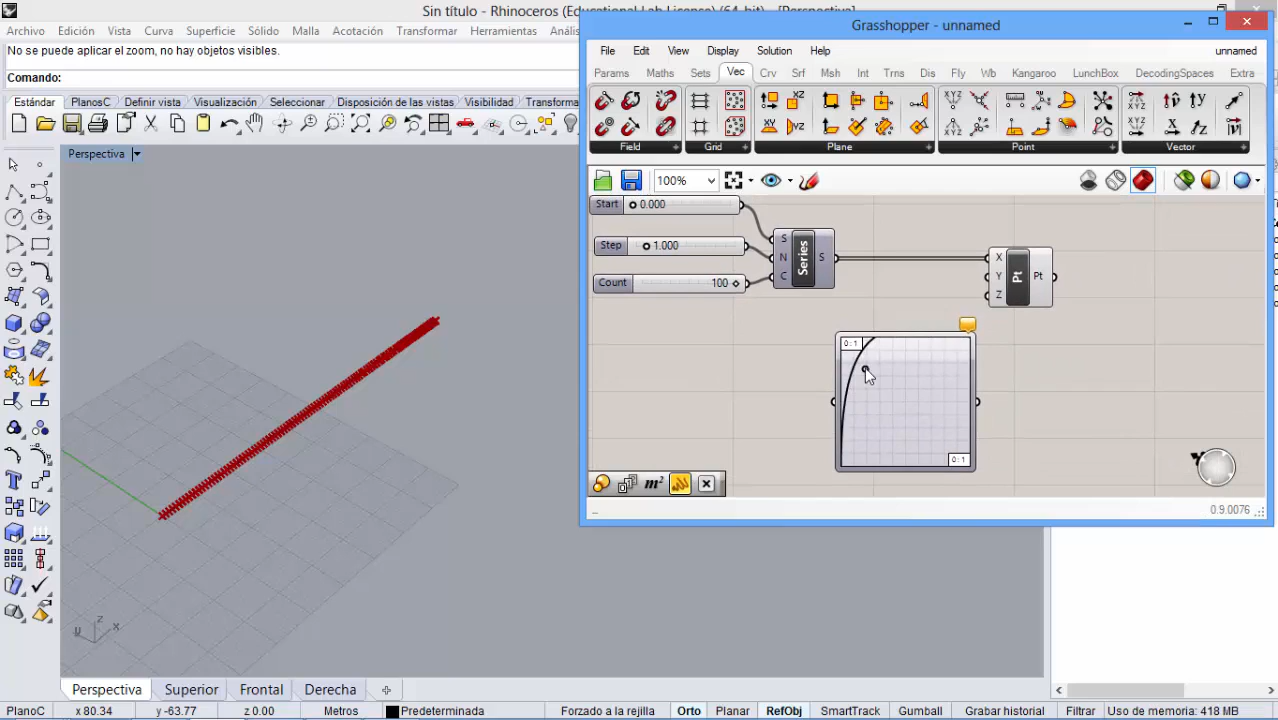 Sin título - Rhinoceros (Educational Lab License) (64-bit) - [Perspectiva]
Archivo Edición Vista Curva Superficie Sólido Malla Acotación Transformar Herramientas Análisis
No se puede aplicar el zoom, no hay objetos visibles.
Comando:
Estándar PlanosC Definir vista Visualización Seleccionar Disposición de las vistas Visibilidad Transforma
Perspectiva
Grasshopper - unnamed
File Edit View Display Solution Help unnamed
Params Maths Sets Vec Crv Srf Msh Int Trns Dis Fly Wb Kangaroo LunchBox DecodingSpaces Extra
Field Grid Plane Point Vector
100%
Start 0.000
Step 1.000
Count 100
S
N
C
Series
S
X
Y
Z
Pt
Pt
0 : 1
0 : 1
m²
0.9.0076
z
y x
Perspectiva Superior Frontal Derecha
PlanoC x 80.34 y -63.77 z 0.00 Metros Predeterminada Forzado a la rejilla Orto Planar RefObj SmartTrack Gumball Grabar historial Filtrar Uso de memoria: 418 MB